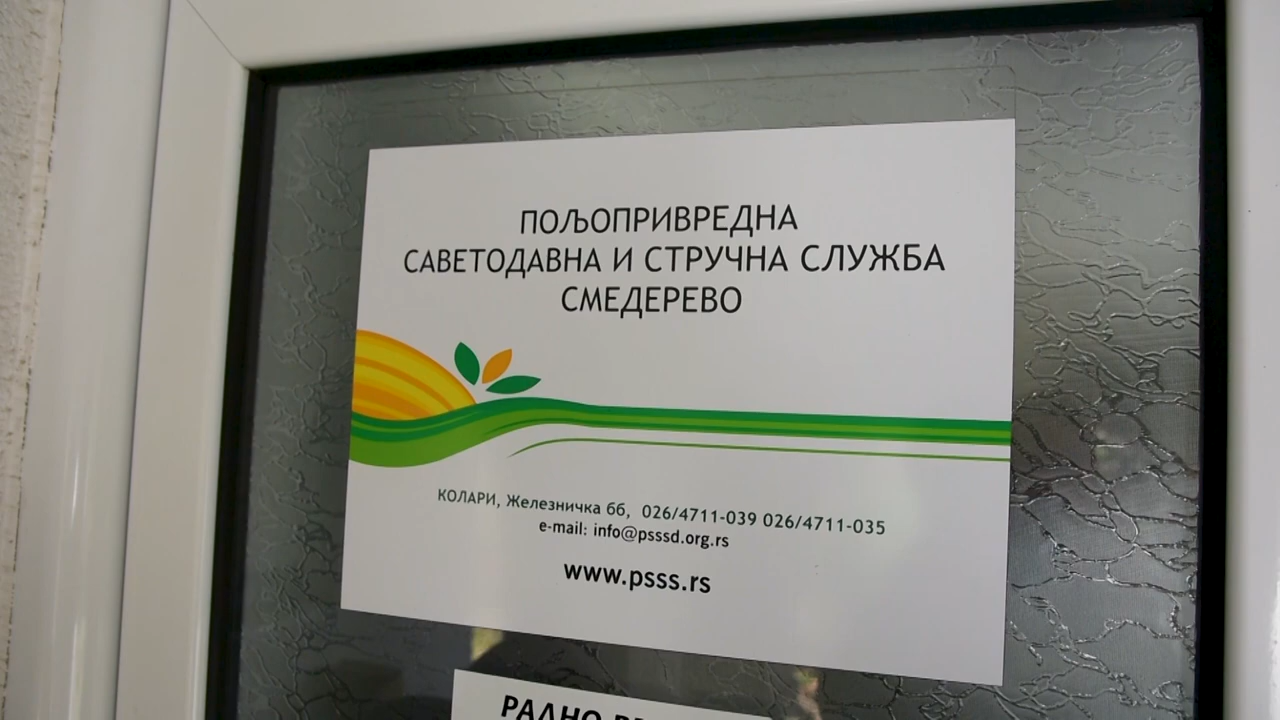 ПОЉОПРИВРЕДНА
САВЕТОДАВНА И СТРУЧНА СЛУЖБА
СМЕДЕРЕВО
КОЛАРИ, Железничка бб, 026/4711-039 026/4711-035
e-mail: info@psssd.org.rs
www.psss.rs
РАДНО